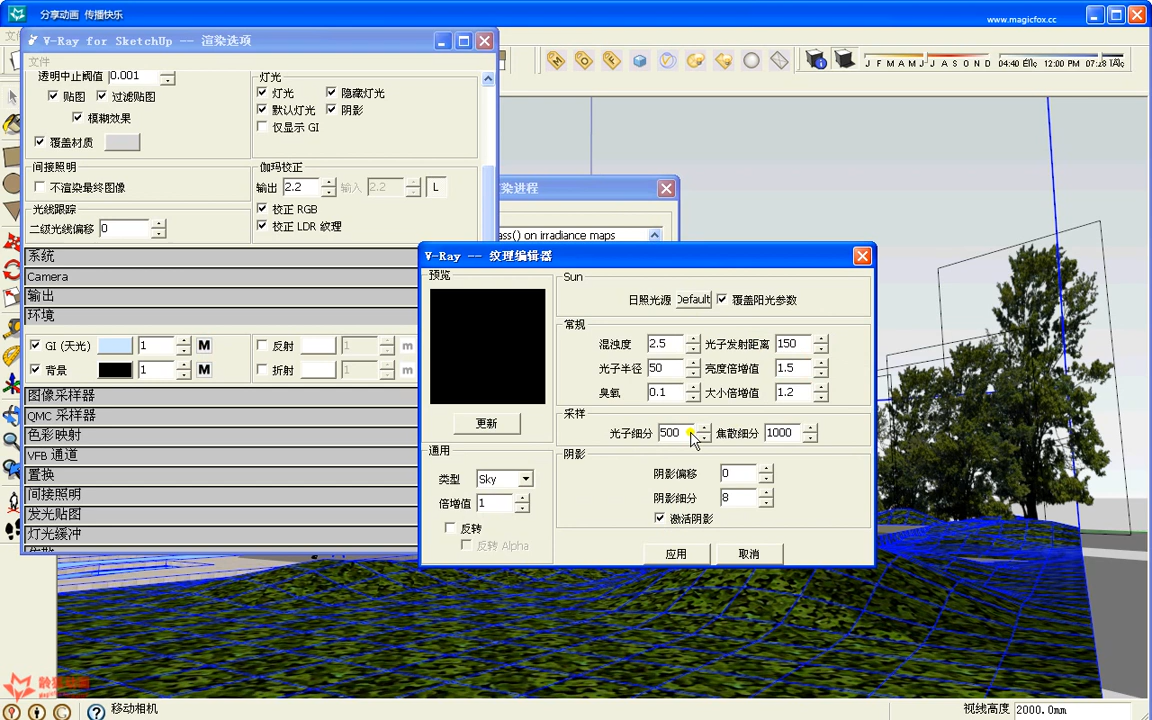 分享动画 传播快乐
www.magicfox.cc
V-Ray for SketchUp -- 渲染选项
文件
透明中止阈值 0.001
贴图 过滤贴图
模糊效果
覆盖材质
间接照明
不渲染最终图像
光线跟踪
二级光线偏移 0
灯光
灯光 隐藏灯光
默认灯光 阴影
仅显示 GI
伽玛校正
输出 2.2 输入 2.2 L
校正 RGB
校正 LDR 纹理
系统
Camera
输出
环境
GI (天光) 1 M 反射 1 m
背景 1 M 折射 1 m
图像采样器
QMC 采样器
色彩映射
VFB 通道
置换
间接照明
发光贴图
灯光缓冲
J F M A M J J A S O N D
04:40 12:00 PM
染进程
ass() on irradiance maps
V-Ray -- 纹理编辑器
预览
更新
通用
类型 Sky
倍增值 1
反转
反转 Alpha
Sun
日照光源 Default 覆盖阳光参数
常规
混浊度 2.5 光子发射距离 150
光子半径 50 亮度倍增值 1.5
臭氧 0.1 大小倍增值 1.2
采样
光子细分 500 焦散细分 1000
阴影
阴影偏移 0
阴影细分 8
激活阴影
应用 取消
移动相机
视线高度 2000.0mm